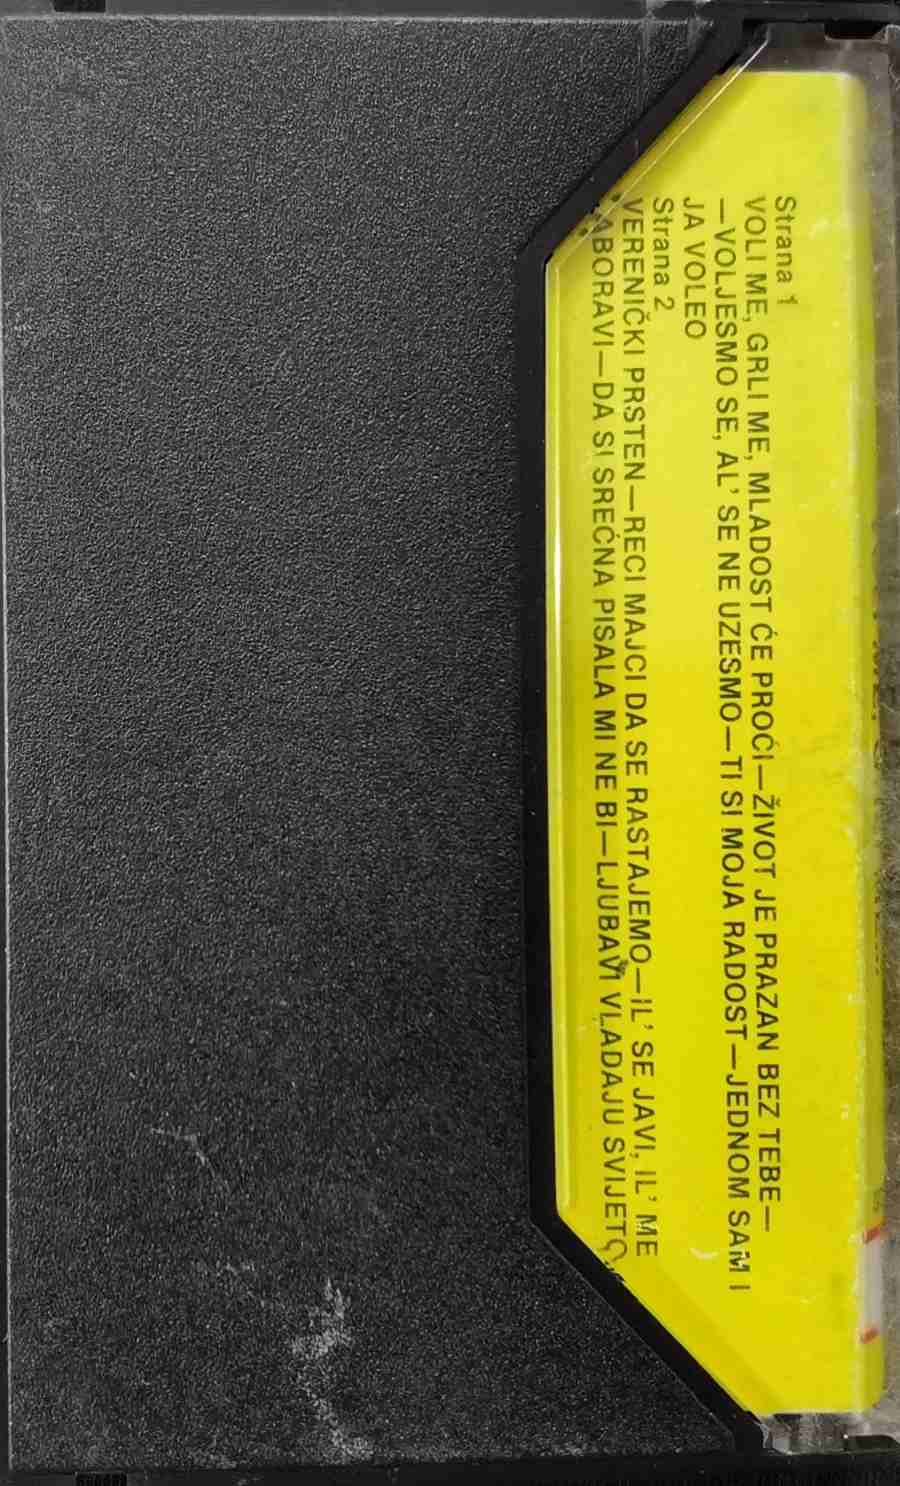 Strana 1
VOLI ME, GRLI ME, MLADOST ĆE PROĆI—ŽIVOT JE PRAZAN BEZ TEBE—
—VOLJESMO SE, AL' SE NE UZESMO—TI SI MOJA RADOST—JEDNOM SAM I
JA VOLEO
Strana 2
VERENIČKI PRSTEN—RECI MAJCI DA SE RASTAJEMO—IL' SE JAVI, IL' ME
ZABORAVI—DA SI SREĆNA PISALA MI NE BI—LJUBAVI VLADAJU SVIJETOM